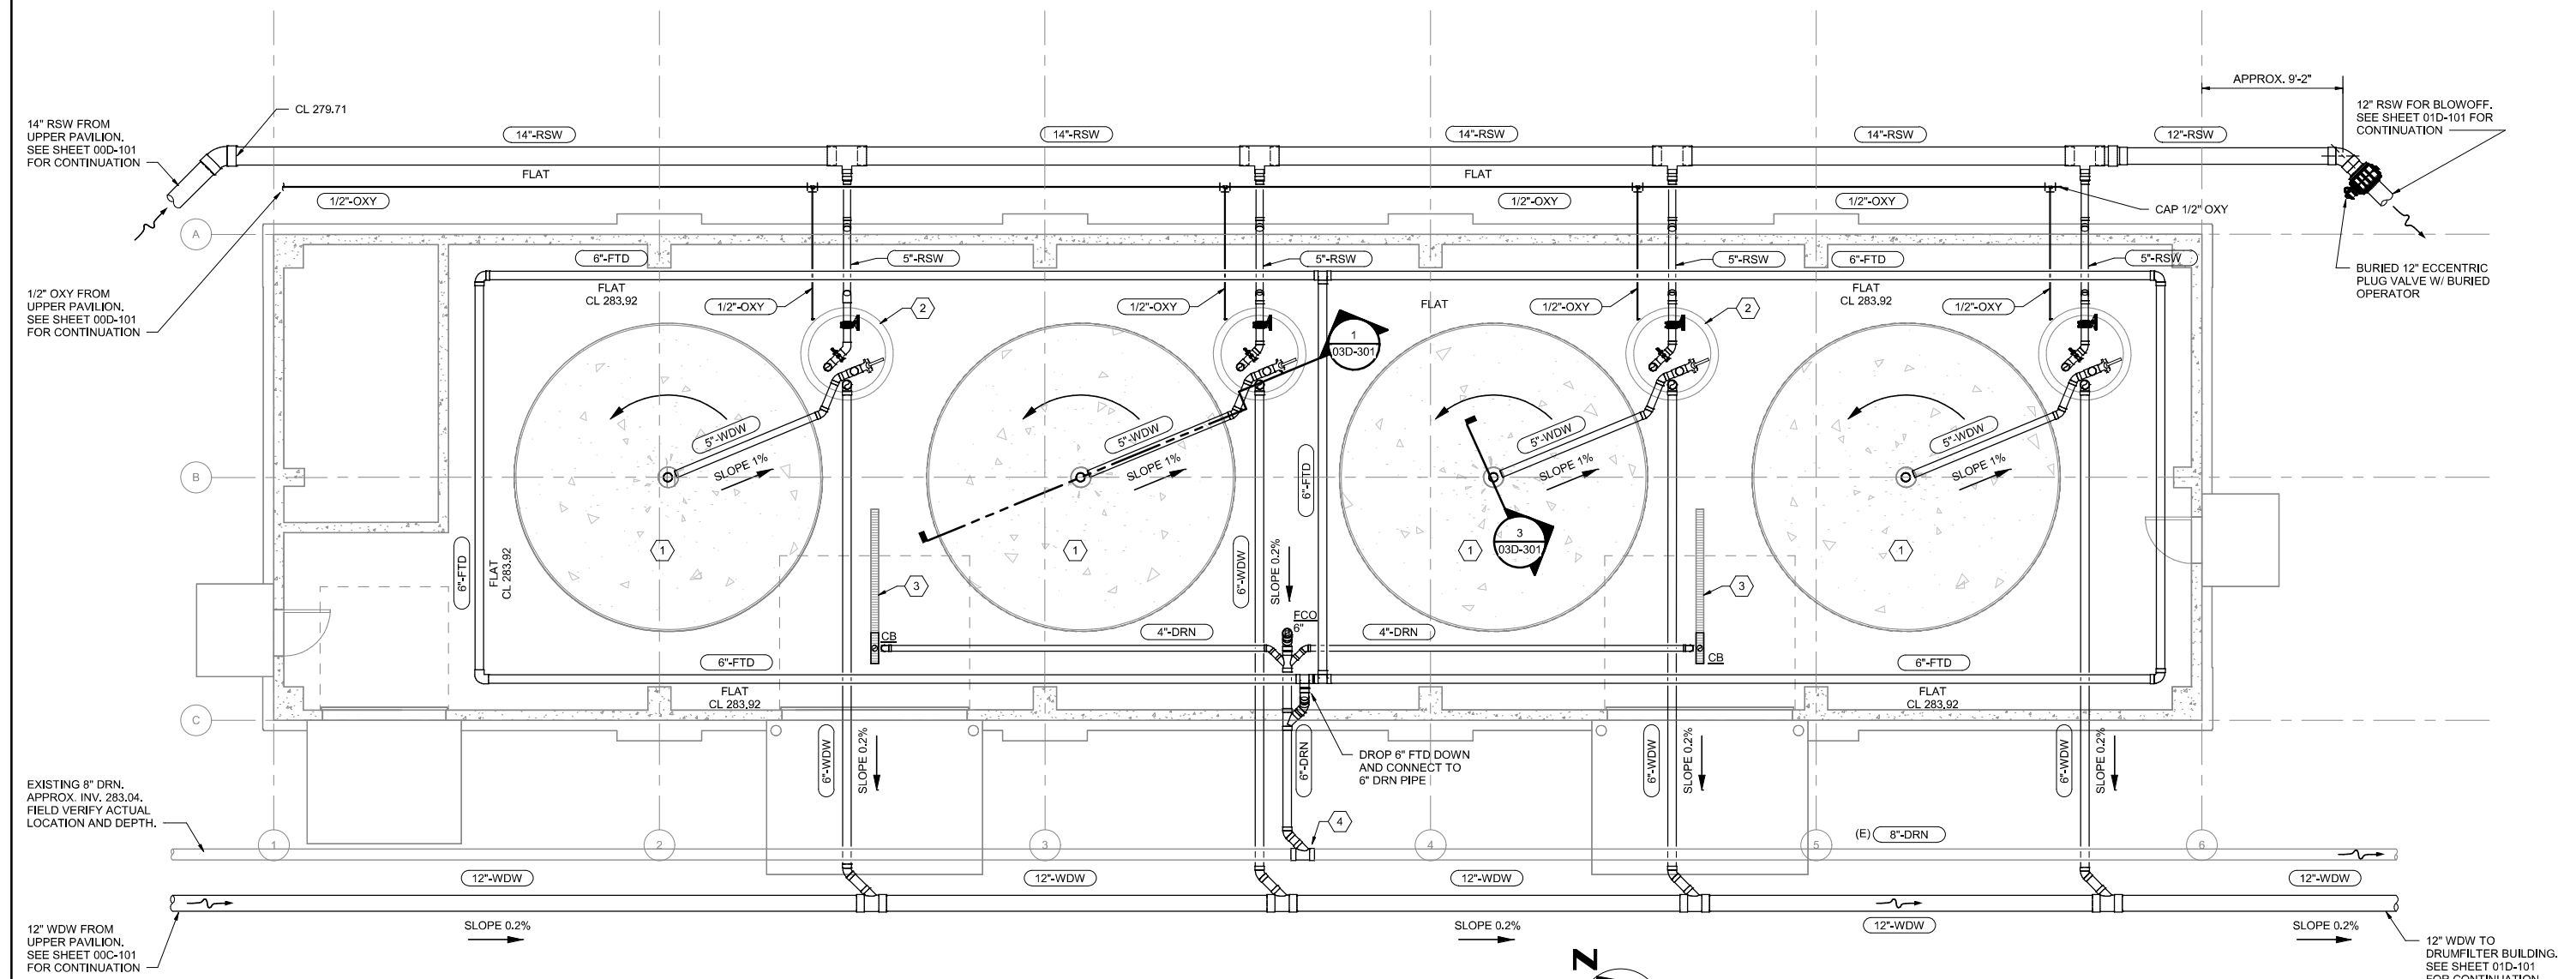 APPROX. 9'-2"
14" RSW FROM
UPPER PAVILION.
SEE SHEET 00D-101
FOR CONTINUATION
CL 279.71
14"-RSW
14"-RSW
14"-RSW
14"-RSW
12"-RSW
12" RSW FOR BLOWOFF.
SEE SHEET 01D-101 FOR
CONTINUATION
FLAT
FLAT
1/2"-OXY
1/2"-OXY
1/2"-OXY
CAP 1/2" OXY
A
6"-FTD
5"-RSW
5"-RSW
5"-RSW
6"-FTD
5"-RSW
BURIED 12" ECCENTRIC
PLUG VALVE W/ BURIED
OPERATOR
1/2" OXY FROM
UPPER PAVILION.
SEE SHEET 00D-101
FOR CONTINUATION
FLAT
CL 283.92
1/2"-OXY
2
1/2"-OXY
FLAT
1/2"-OXY
2
FLAT
CL 283.92
1/2"-OXY
1
03D-301
5"-WDW
5"-WDW
5"-WDW
5"-WDW
B
SLOPE 1%
SLOPE 1%
SLOPE 1%
SLOPE 1%
6"-FTD
1
1
1
3
03D-301
1
6"-FTD
FLAT
CL 283.92
3
6"-WDW
SLOPE 0.2%
3
FCO
6"
CB
4"-DRN
4"-DRN
CB
6"-FTD
6"-FTD
FLAT
CL 283.92
FLAT
CL 283.92
C
6"-WDW
SLOPE 0.2%
6"-DRN
DROP 6" FTD DOWN
AND CONNECT TO
6" DRN PIPE
6"-WDW
SLOPE 0.2%
6"-WDW
SLOPE 0.2%
EXISTING 8" DRN.
APPROX. INV. 283.04.
FIELD VERIFY ACTUAL
LOCATION AND DEPTH.
4
(E) 8"-DRN
1
2
3
4
5
6
12"-WDW
12"-WDW
12"-WDW
12"-WDW
12"-WDW
12" WDW FROM
UPPER PAVILION.
SEE SHEET 00C-101
FOR CONTINUATION
SLOPE 0.2%
SLOPE 0.2%
SLOPE 0.2%
12" WDW TO
DRUMFILTER BUILDING.
SEE SHEET 01D-101
FOR CONTINUATION
N